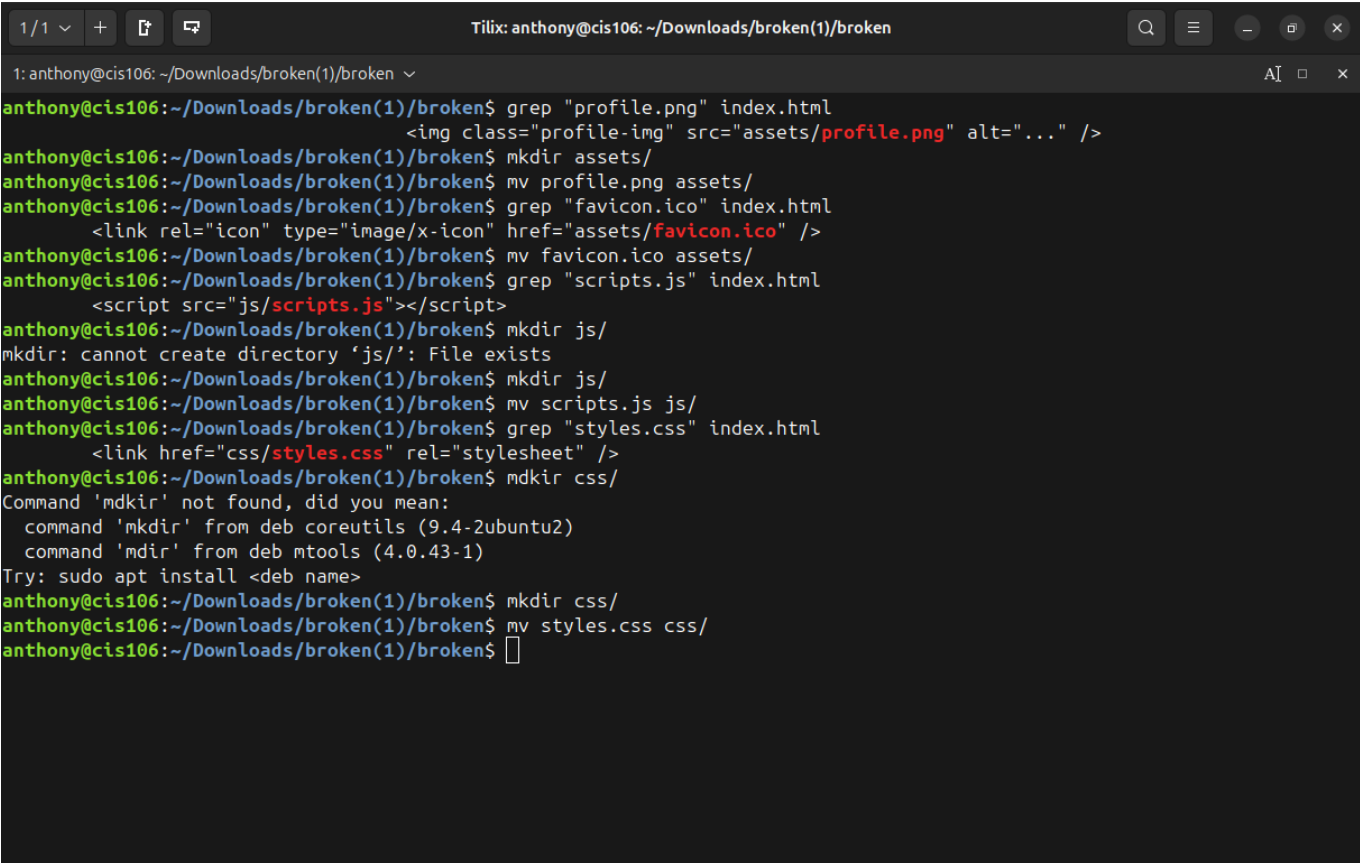 1 / 1
Tilix: anthony@cis106: ~/Downloads/broken(1)/broken
1: anthony@cis106: ~/Downloads/broken(1)/broken
anthony@cis106:~/Downloads/broken(1)/broken$ grep "profile.png" index.html
                                    <img class="profile-img" src="assets/profile.png" alt="..." />
anthony@cis106:~/Downloads/broken(1)/broken$ mkdir assets/
anthony@cis106:~/Downloads/broken(1)/broken$ mv profile.png assets/
anthony@cis106:~/Downloads/broken(1)/broken$ grep "favicon.ico" index.html
        <link rel="icon" type="image/x-icon" href="assets/favicon.ico" />
anthony@cis106:~/Downloads/broken(1)/broken$ mv favicon.ico assets/
anthony@cis106:~/Downloads/broken(1)/broken$ grep "scripts.js" index.html
        <script src="js/scripts.js"></script>
anthony@cis106:~/Downloads/broken(1)/broken$ mkdir js/
mkdir: cannot create directory ‘js/’: File exists
anthony@cis106:~/Downloads/broken(1)/broken$ mkdir js/
anthony@cis106:~/Downloads/broken(1)/broken$ mv scripts.js js/
anthony@cis106:~/Downloads/broken(1)/broken$ grep "styles.css" index.html
        <link href="css/styles.css" rel="stylesheet" />
anthony@cis106:~/Downloads/broken(1)/broken$ mdkir css/
Command 'mdkir' not found, did you mean:
  command 'mkdir' from deb coreutils (9.4-2ubuntu2)
  command 'mdir' from deb mtools (4.0.43-1)
Try: sudo apt install <deb name>
anthony@cis106:~/Downloads/broken(1)/broken$ mkdir css/
anthony@cis106:~/Downloads/broken(1)/broken$ mv styles.css css/
anthony@cis106:~/Downloads/broken(1)/broken$